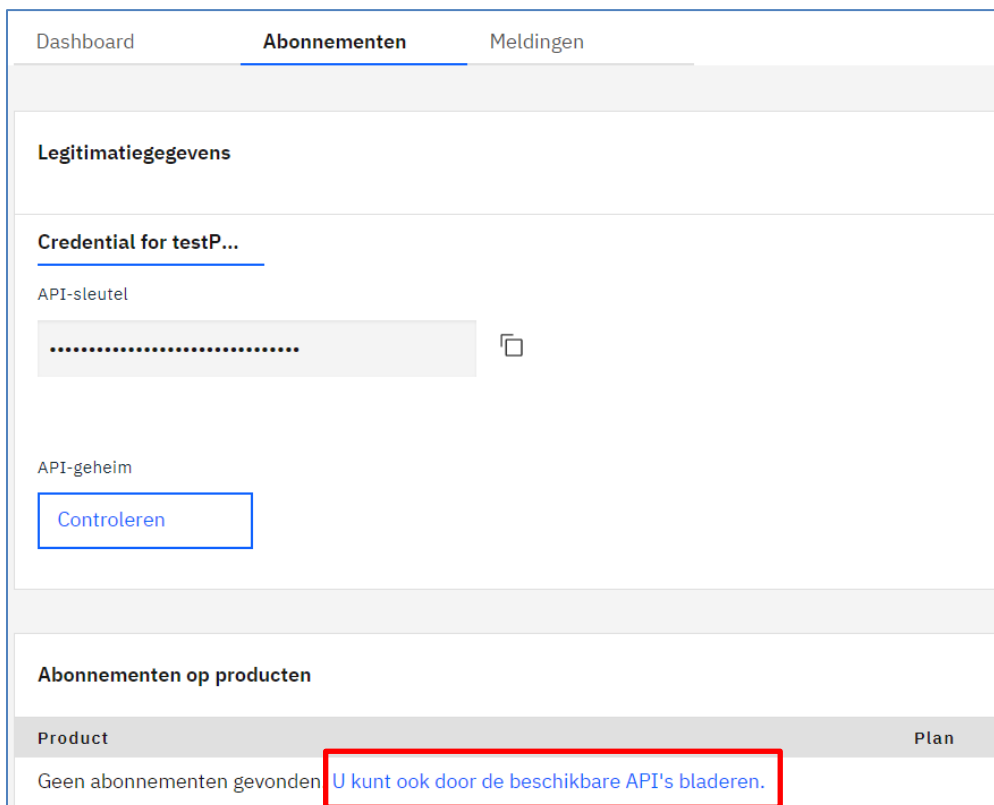 Dashboard Abonnementen Meldingen
Legitimatiegegevens
Credential for testP...
API-sleutel
••••••••••••••••••••••••••••••••
API-geheim
Controleren
Abonnementen op producten
Product Plan
Geen abonnementen gevonden U kunt ook door de beschikbare API's bladeren.